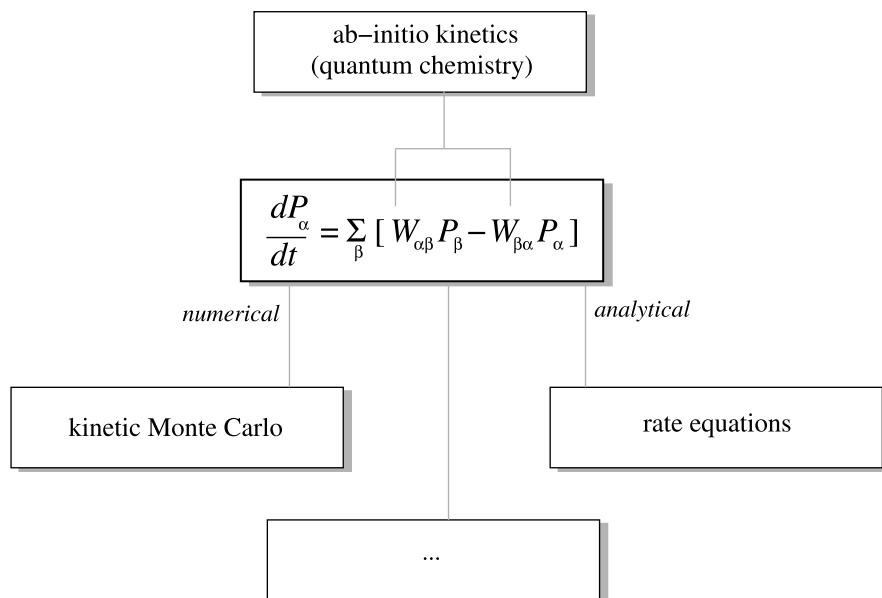 ab−initio kinetics
(quantum chemistry)
dP_α/dt = Σ_β [ W_αβ P_β − W_βα P_α ]
numerical
analytical
kinetic Monte Carlo
rate equations
...